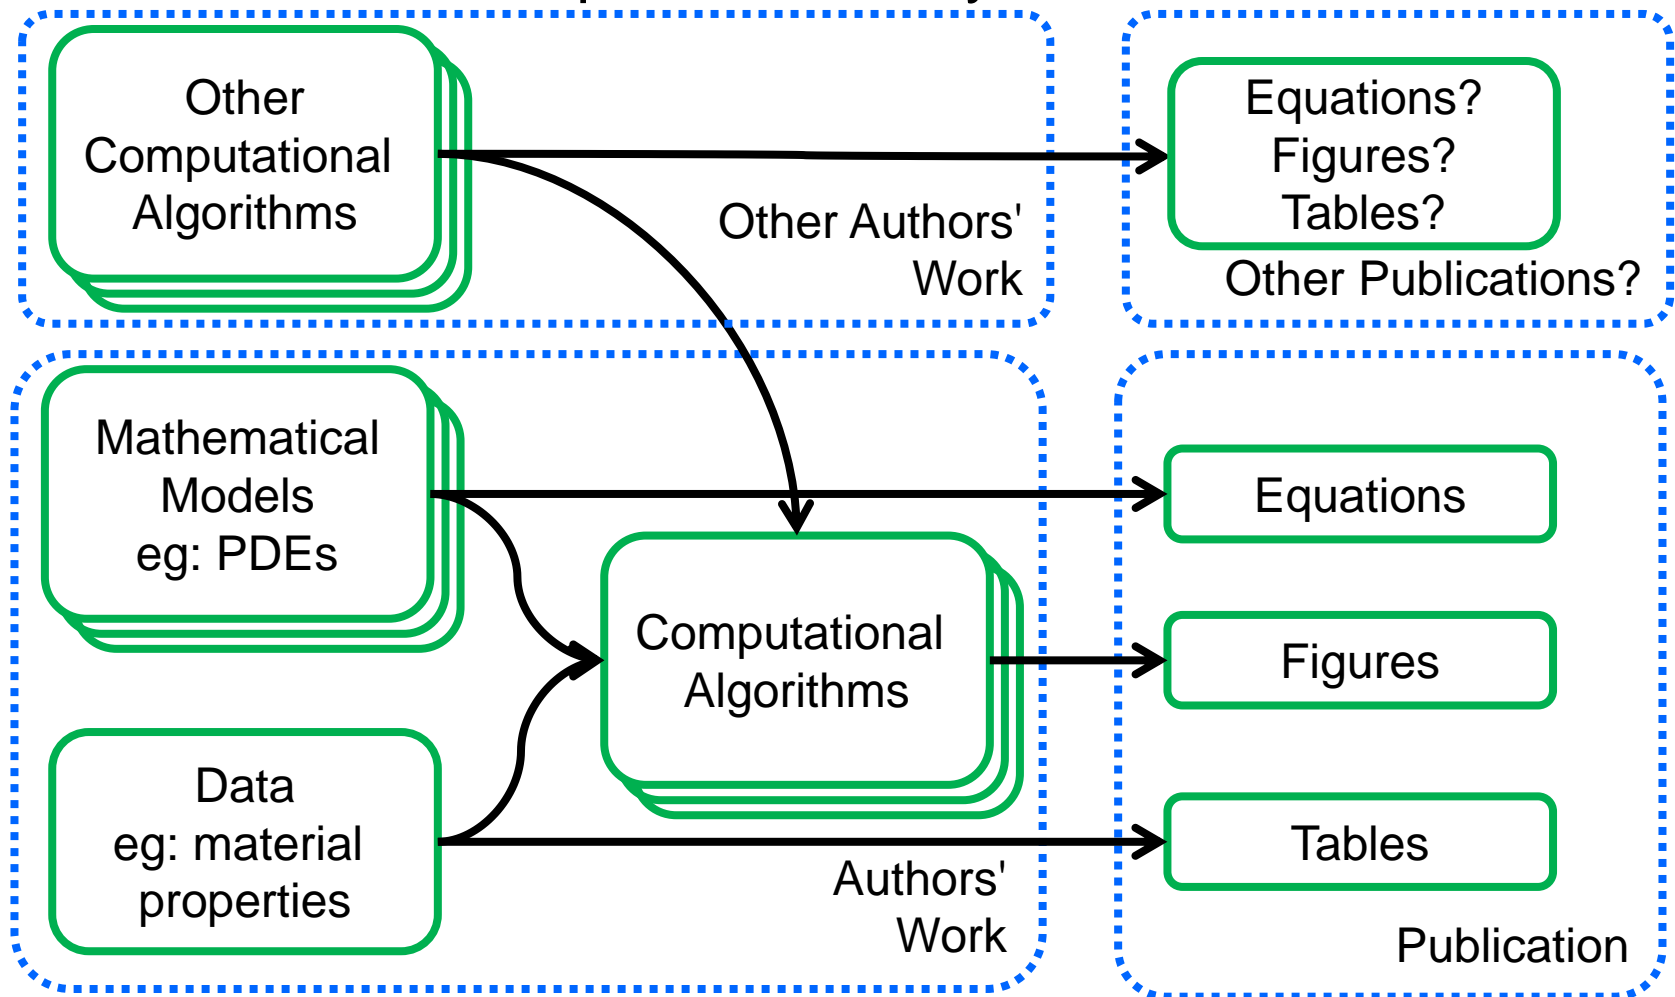 Other
Computational
Algorithms
Other Authors'
Work
Equations?
Figures?
Tables?
Other Publications?
Mathematical
Models
eg: PDEs
Computational
Algorithms
Data
eg: material
properties
Authors'
Work
Equations
Figures
Tables
Publication